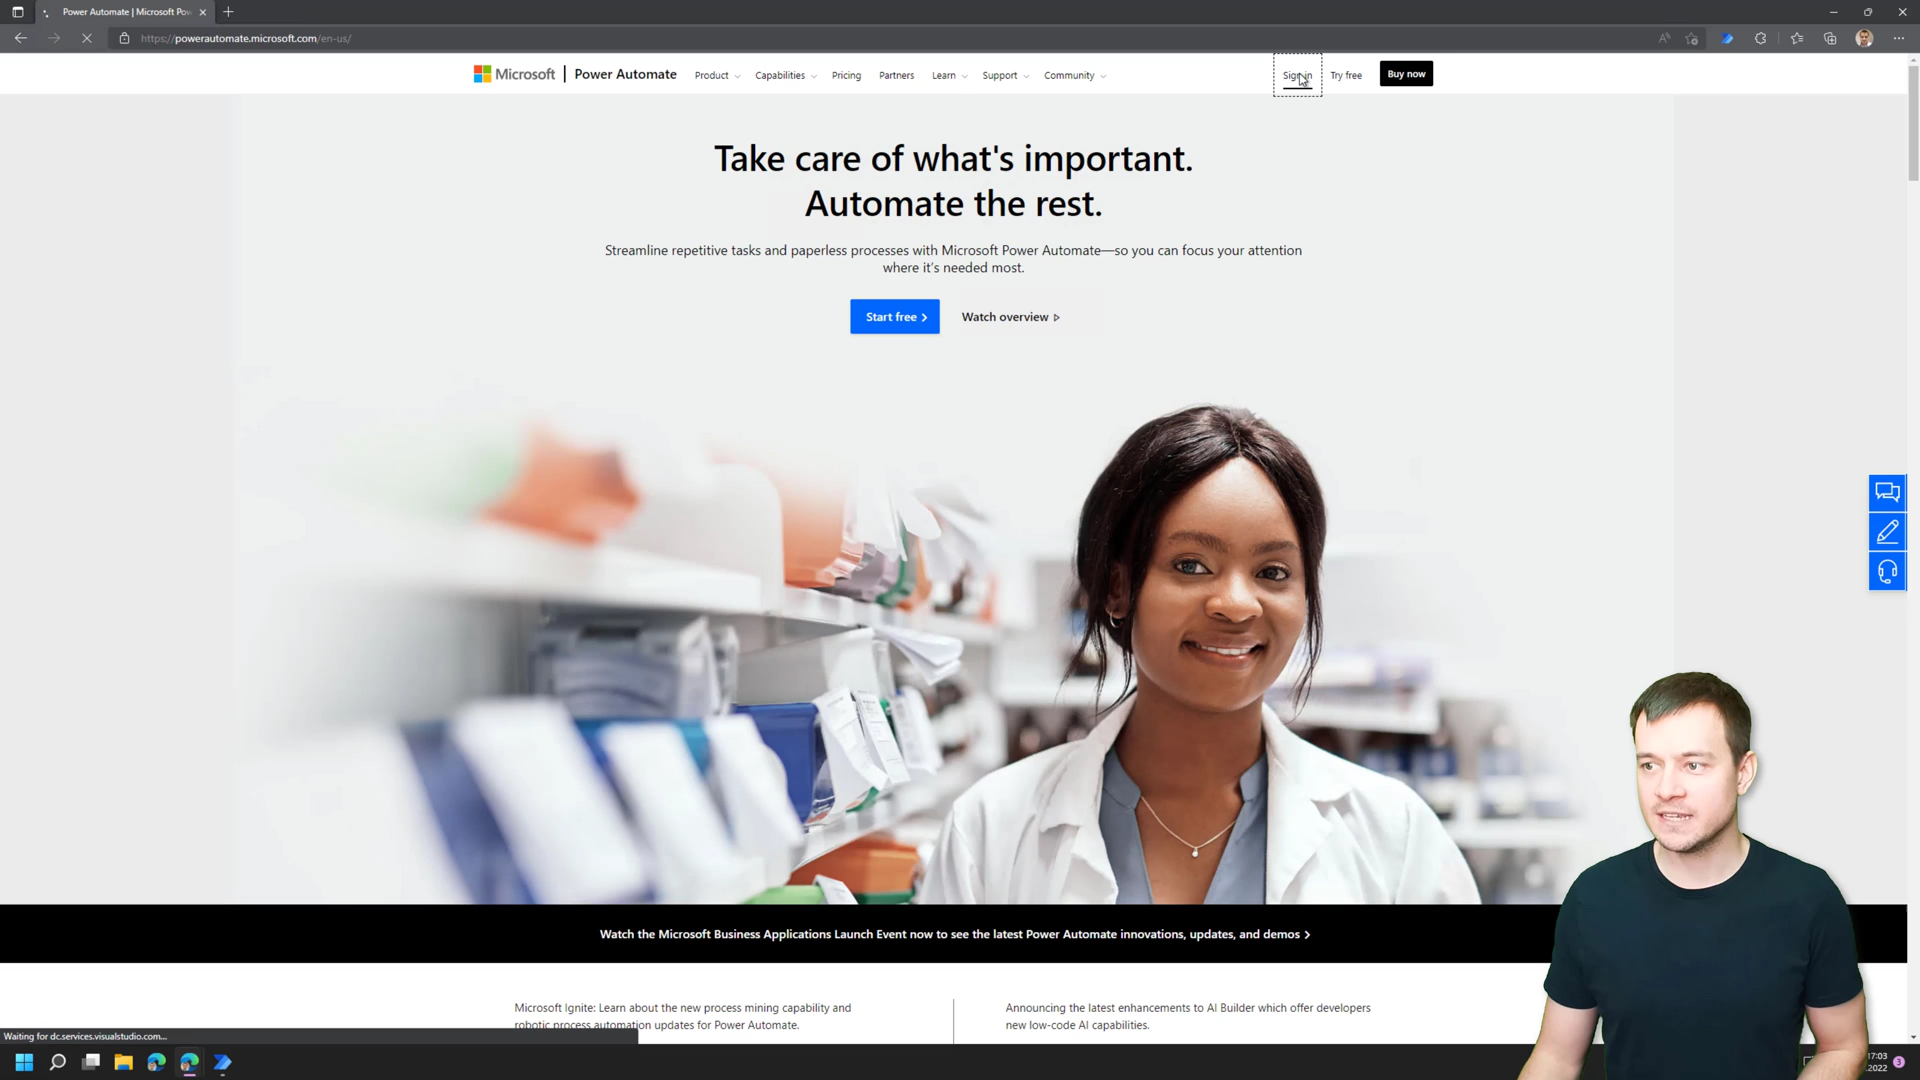 Power Automate | Microsoft Pow
https://powerautomate.microsoft.com/en-us/
Microsoft | Power Automate Product Capabilities Pricing Partners Learn Support Community Sign in Try free Buy now
Take care of what's important.
Automate the rest.
Streamline repetitive tasks and paperless processes with Microsoft Power Automate—so you can focus your attention
where it's needed most.
Start free Watch overview
Watch the Microsoft Business Applications Launch Event now to see the latest Power Automate innovations, updates, and demos
Microsoft Ignite: Learn about the new process mining capability and
robotic process automation updates for Power Automate.
Announcing the latest enhancements to AI Builder which offer developers
new low-code AI capabilities.
Waiting for dc.services.visualstudio.com...
17:03
.2022
3